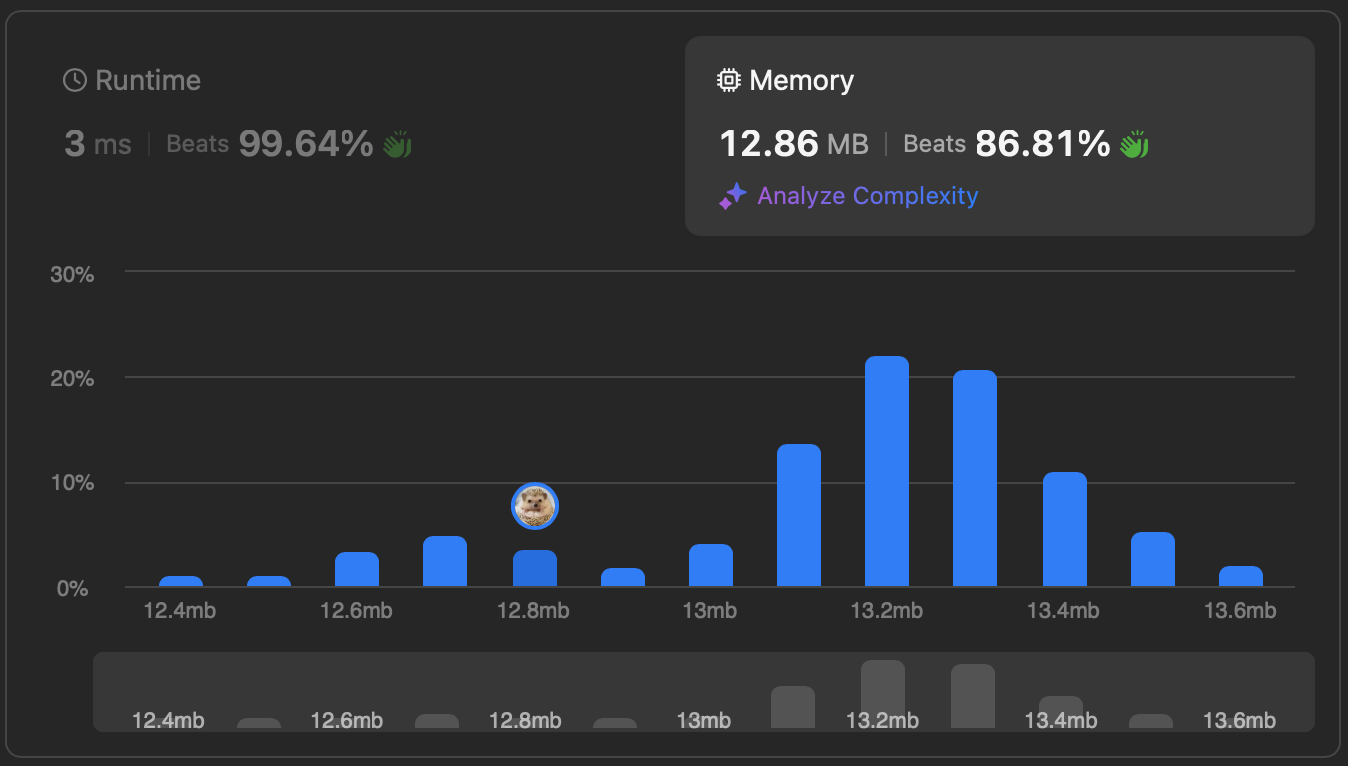 Runtime
3 ms | Beats 99.64%
Memory
12.86 MB | Beats 86.81%
Analyze Complexity
30%
20%
10%
0%
12.4mb 12.6mb 12.8mb 13mb 13.2mb 13.4mb 13.6mb
12.4mb 12.6mb 12.8mb 13mb 13.2mb 13.4mb 13.6mb